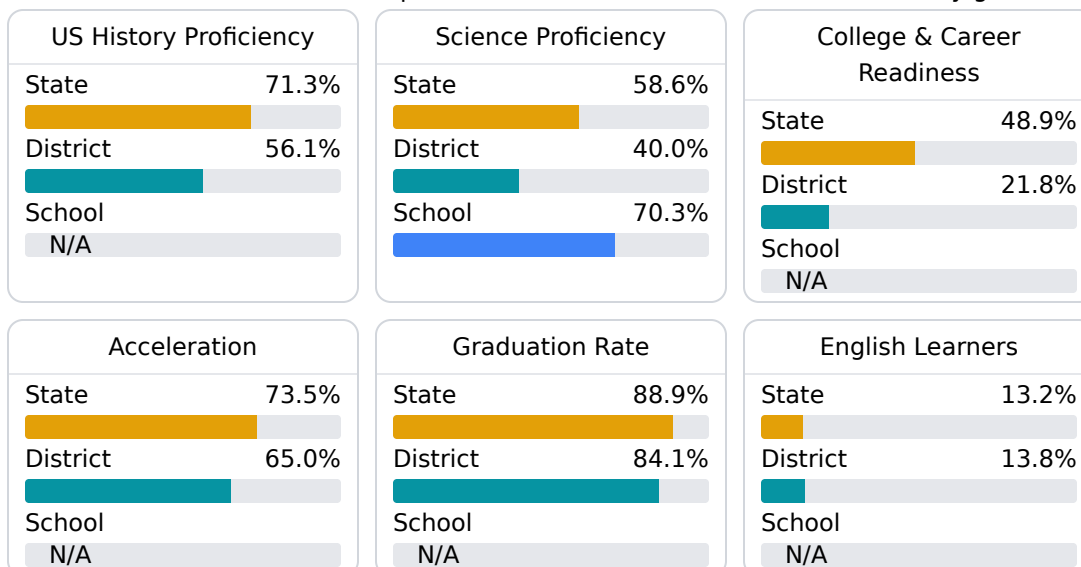 US History Proficiency
State 71.3%
District 56.1%
School
N/A
Science Proficiency
State 58.6%
District 40.0%
School 70.3%
College & Career
Readiness
State 48.9%
District 21.8%
School
N/A
Acceleration
State 73.5%
District 65.0%
School
N/A
Graduation Rate
State 88.9%
District 84.1%
School
N/A
English Learners
State 13.2%
District 13.8%
School
N/A